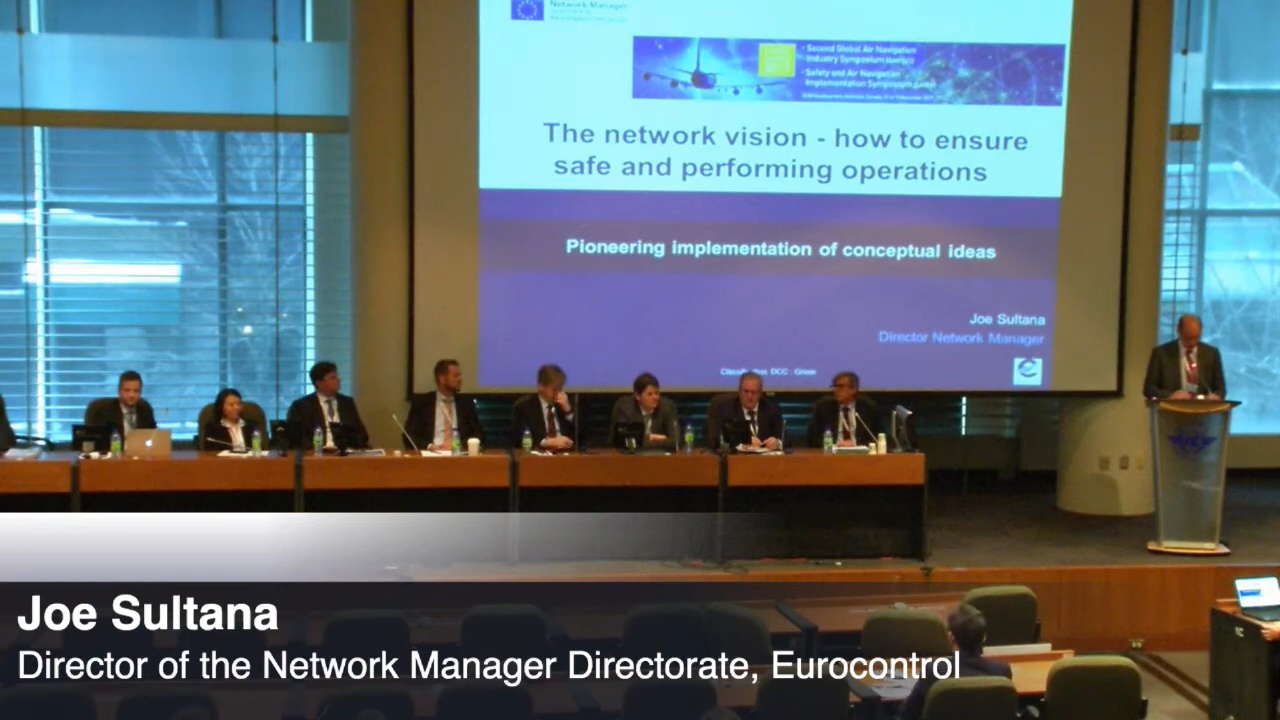 Network Manager
Second Global Air Navigation
Industry Symposium
Safety and Air Navigation
Implementation Symposium
The network vision - how to ensure
safe and performing operations
Pioneering implementation of conceptual ideas
Joe Sultana
Director Network Manager
Joe Sultana
Director of the Network Manager Directorate, Eurocontrol